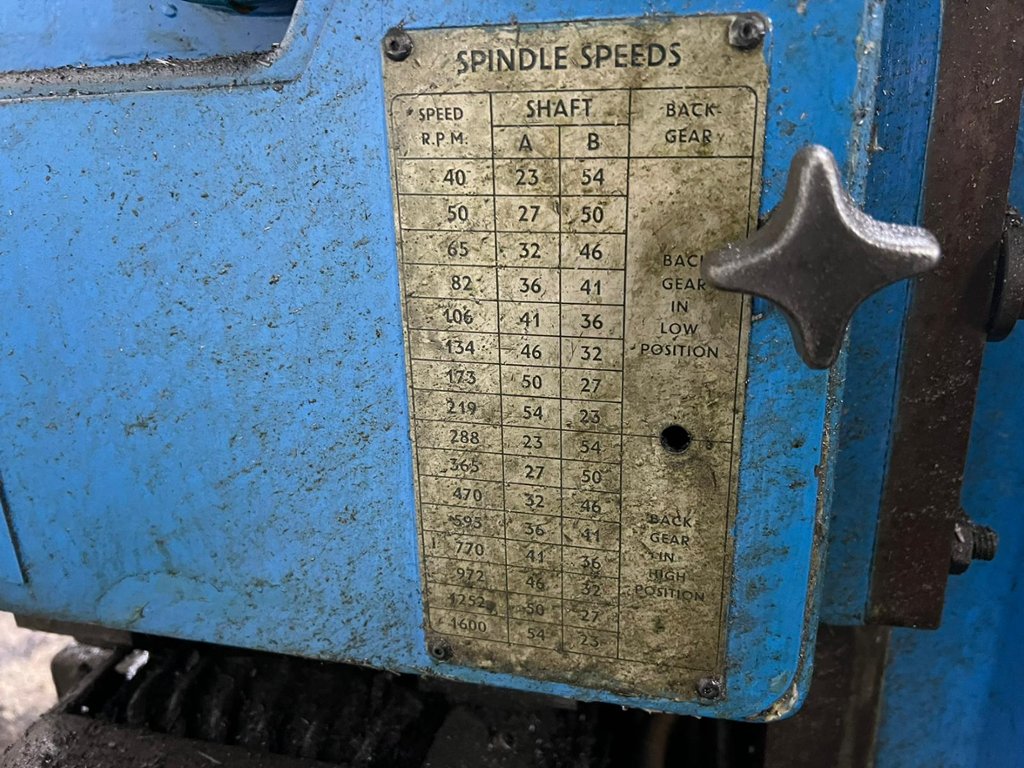 SPINDLE SPEEDS
SPEED R.P.M. SHAFT BACK GEAR
A B
40 23 54
50 27 50
65 32 46
82 36 41
106 41 36
134 46 32
173 50 27
219 54 23
BACK GEAR IN LOW POSITION
288 23 54
365 27 50
470 32 46
595 36 41
770 41 36
972 46 32
1252 50 27
1600 54 23
BACK GEAR IN HIGH POSITION